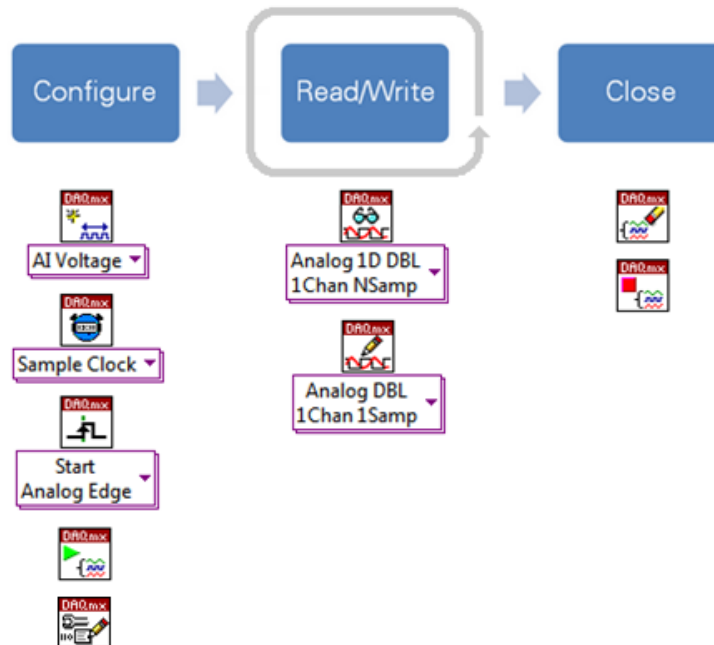 Configure
Read/Write
Close
DAQmx
AI Voltage
DAQmx
Sample Clock
DAQmx
Start
Analog Edge
DAQmx
DAQmx
DAQmx
Analog 1D DBL
1Chan NSamp
DAQmx
Analog DBL
1Chan 1Samp
DAQmx
DAQmx